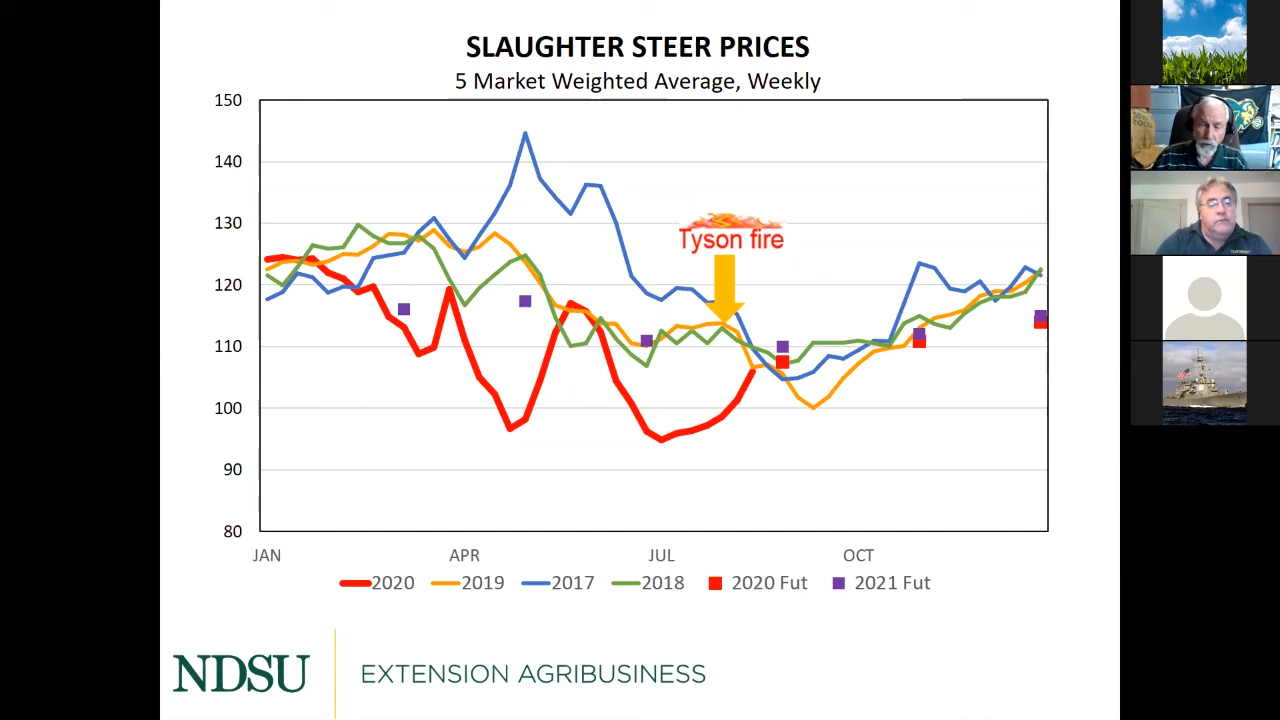 SLAUGHTER STEER PRICES
5 Market Weighted Average, Weekly
150
140
130
120
110
100
90
80
Tyson fire
JAN APR JUL OCT
2020 2019 2017 2018 2020 Fut 2021 Fut
NDSU EXTENSION AGRIBUSINESS